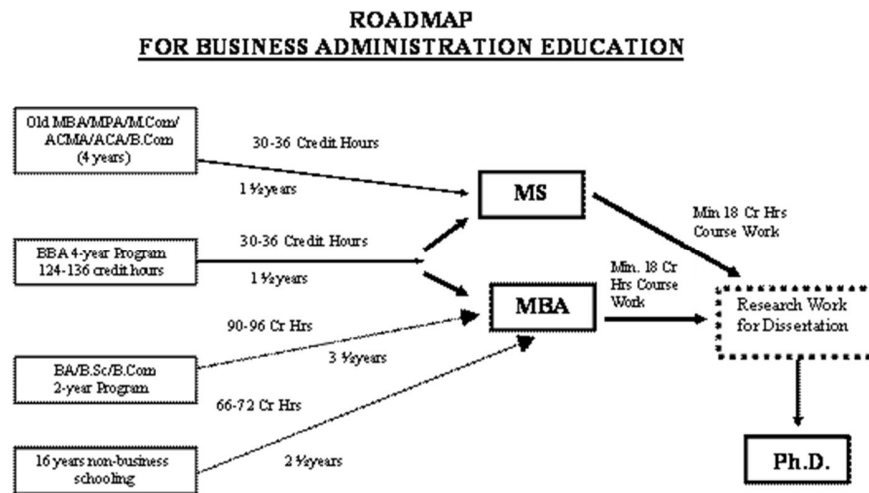 ROADMAP
FOR BUSINESS ADMINISTRATION EDUCATION
Old MBA/MPA/M.Com/
ACMA/ACA/B.Com
(4 years)
30-36 Credit Hours
1 ½ years
MS
Min 18 Cr Hrs
Course Work
BBA 4-year Program
124-136 credit hours
30-36 Credit Hours
1 ½ years
Min. 18 Cr
Hrs Course
Work
MBA
Research Work
for Dissertation
90-96 Cr Hrs
3 ½ years
BA/B.Sc/B.Com
2-year Program
66-72 Cr Hrs
2 ½ years
16 years non-business
schooling
Ph.D.